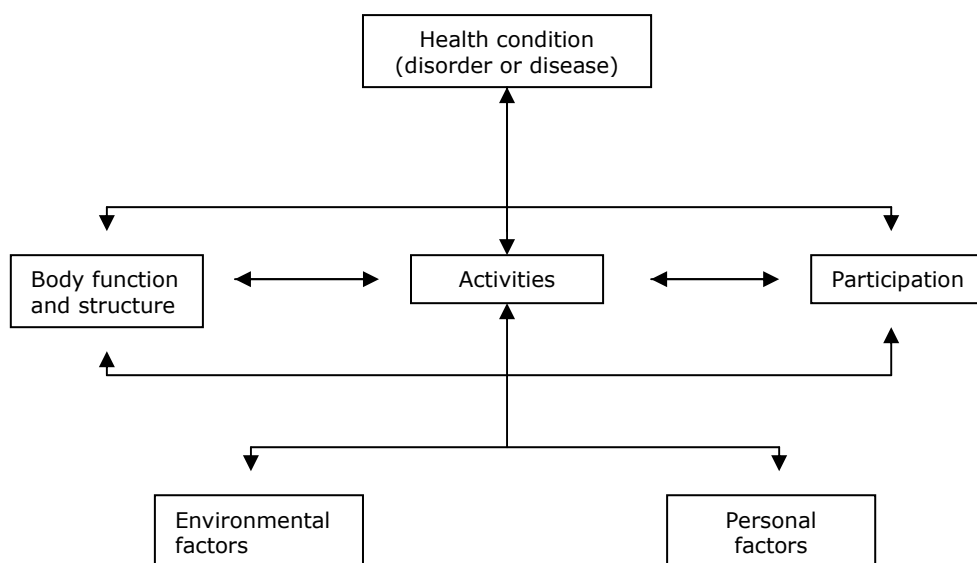 Health condition
(disorder or disease)
Body function
and structure
Activities
Participation
Environmental
factors
Personal
factors